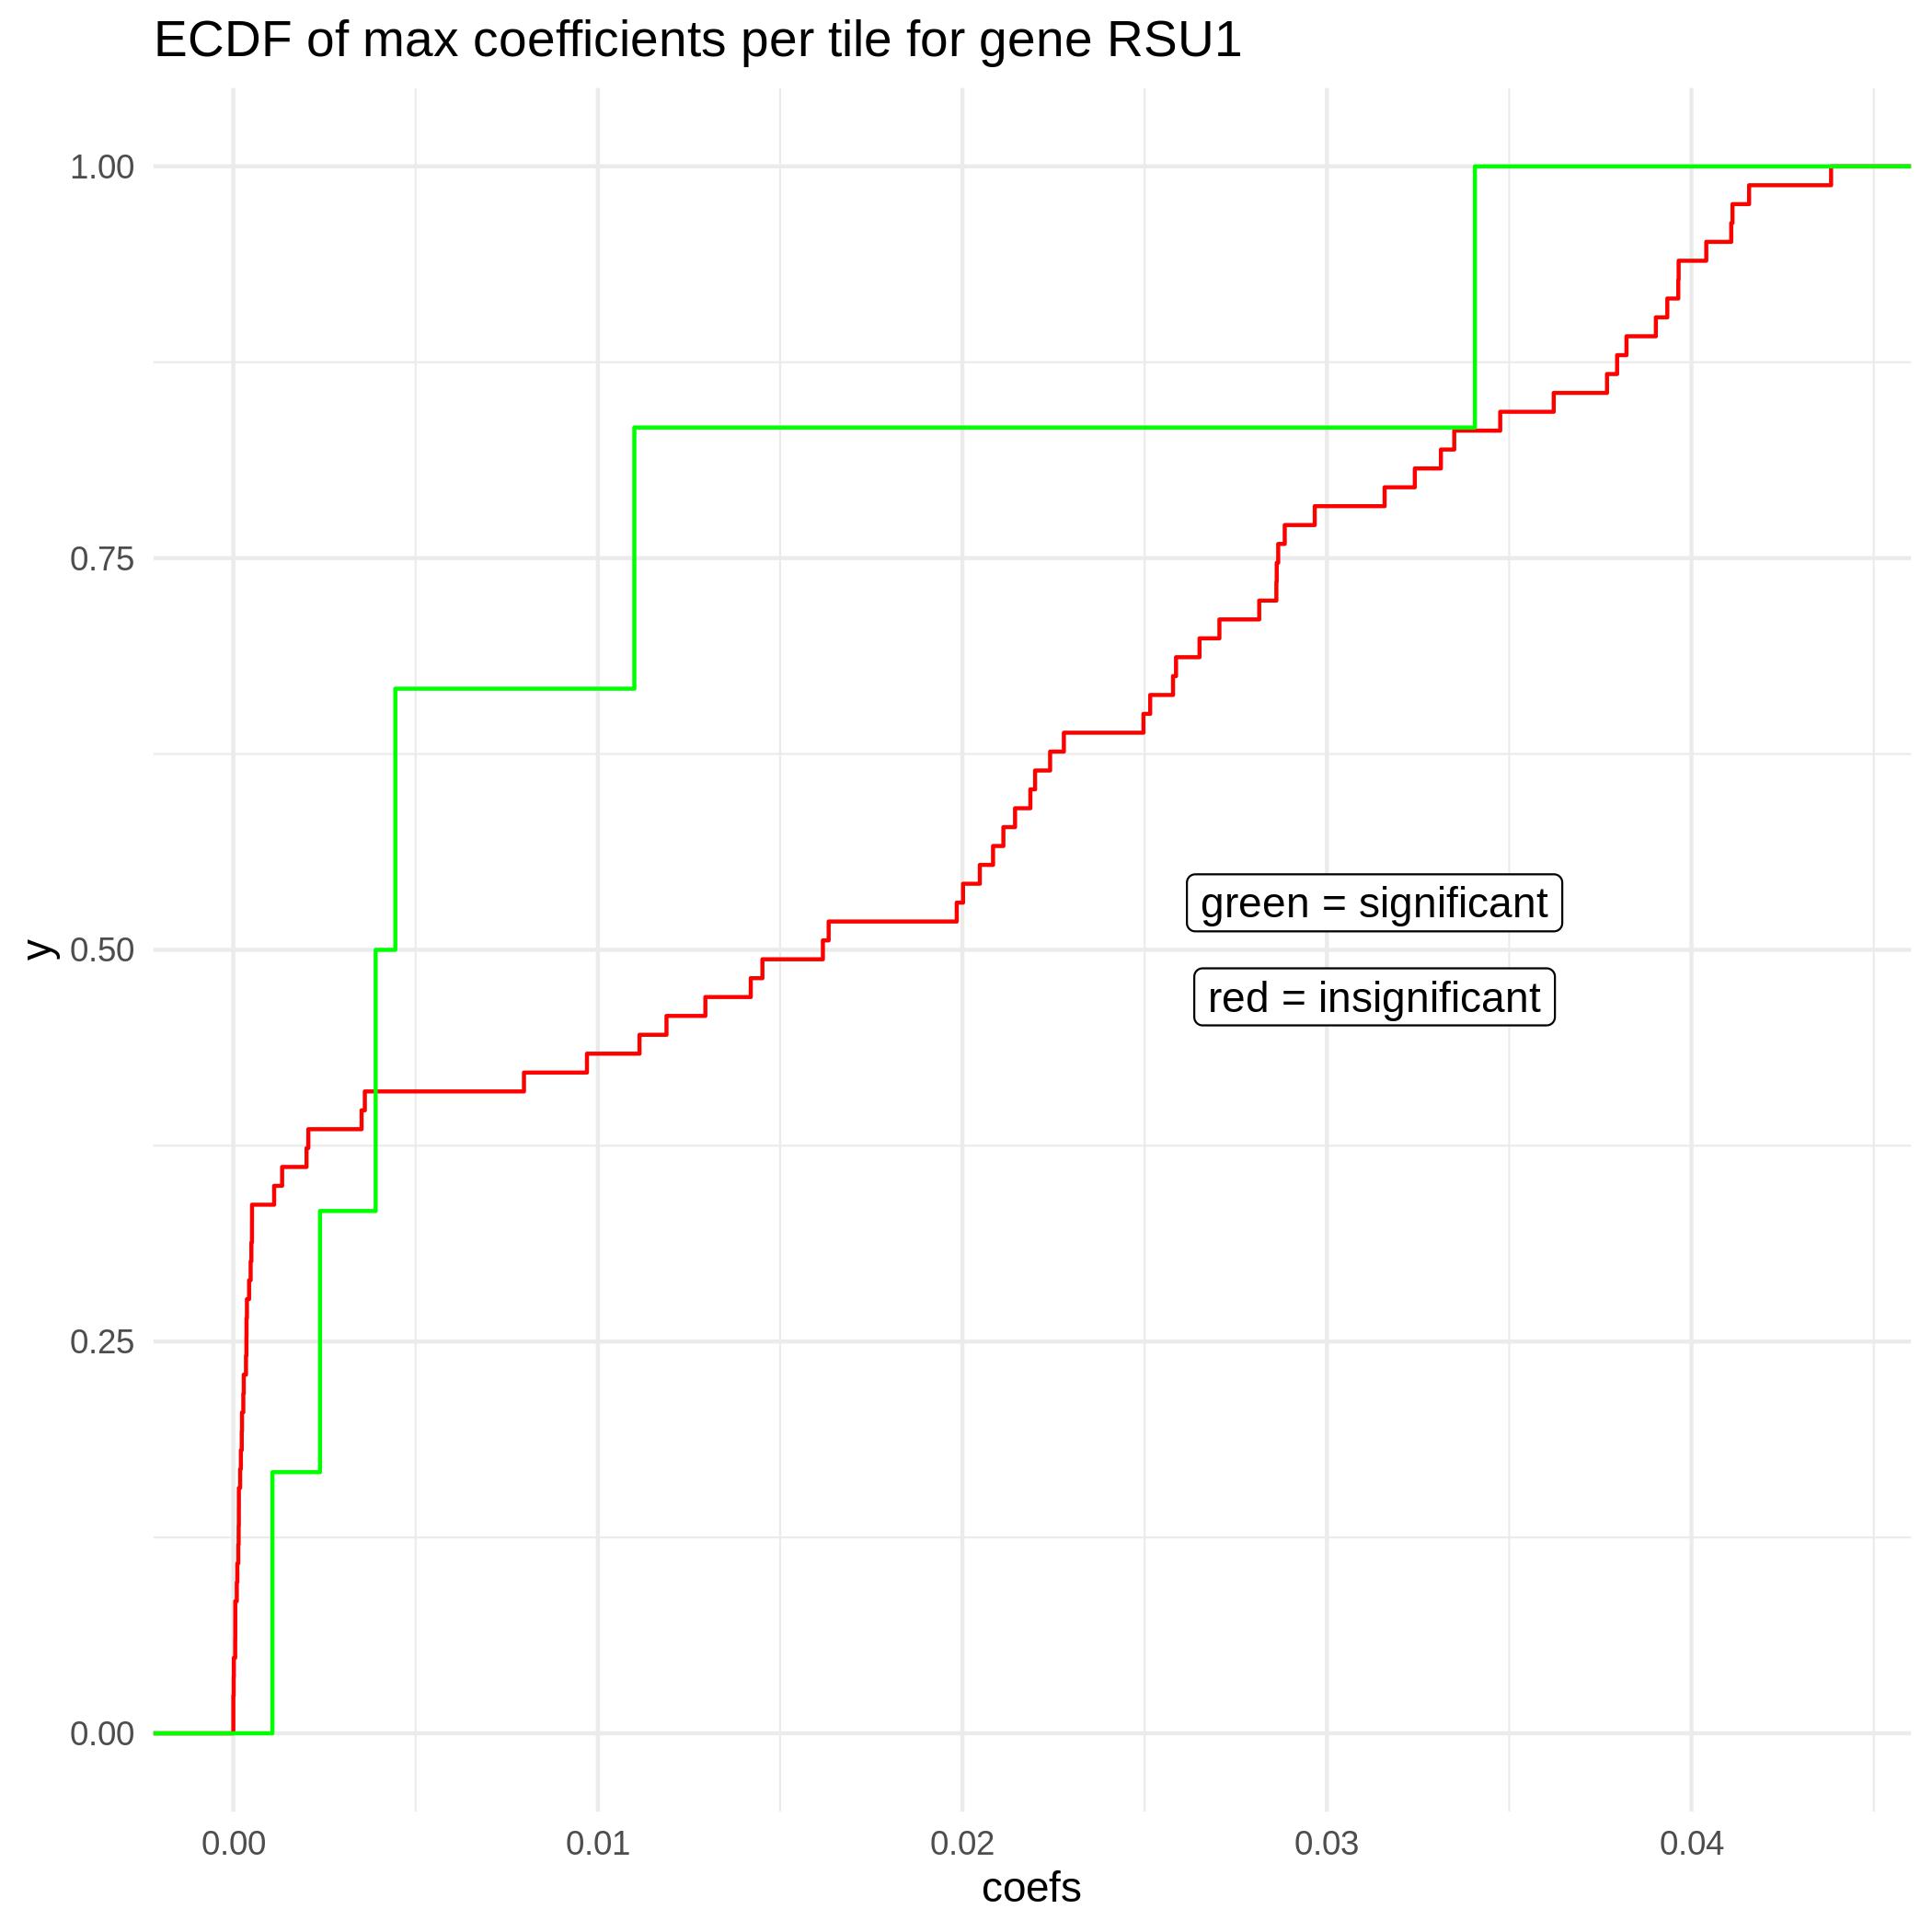 ECDF of max coefficients per tile for gene RSU1
1.00
0.75
0.50
0.25
0.00
y
green = significant
red = insignificant
0.00 0.01 0.02 0.03 0.04
coefs